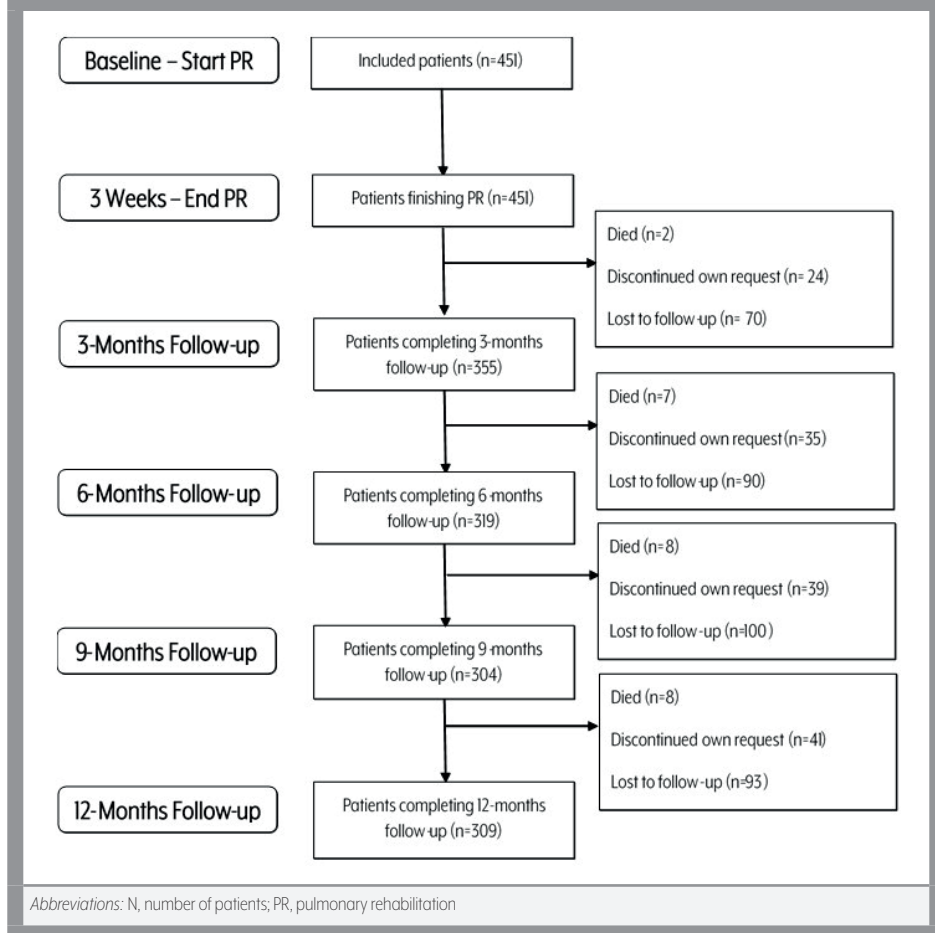 Baseline – Start PR
Included patients (n=451)
3 Weeks – End PR
Patients finishing PR (n=451)
Died (n=2)
Discontinued own request (n= 24)
Lost to follow-up (n= 70)
3-Months Follow-up
Patients completing 3-months
follow-up (n=355)
Died (n=7)
Discontinued own request (n=35)
Lost to follow-up (n=90)
6-Months Follow-up
Patients completing 6-months
follow-up (n=319)
Died (n=8)
Discontinued own request (n=39)
Lost to follow-up (n=100)
9-Months Follow-up
Patients completing 9-months
follow-up (n=304)
Died (n=8)
Discontinued own request (n=41)
Lost to follow-up (n=93)
12-Months Follow-up
Patients completing 12-months
follow-up (n=309)
Abbreviations: N, number of patients; PR, pulmonary rehabilitation